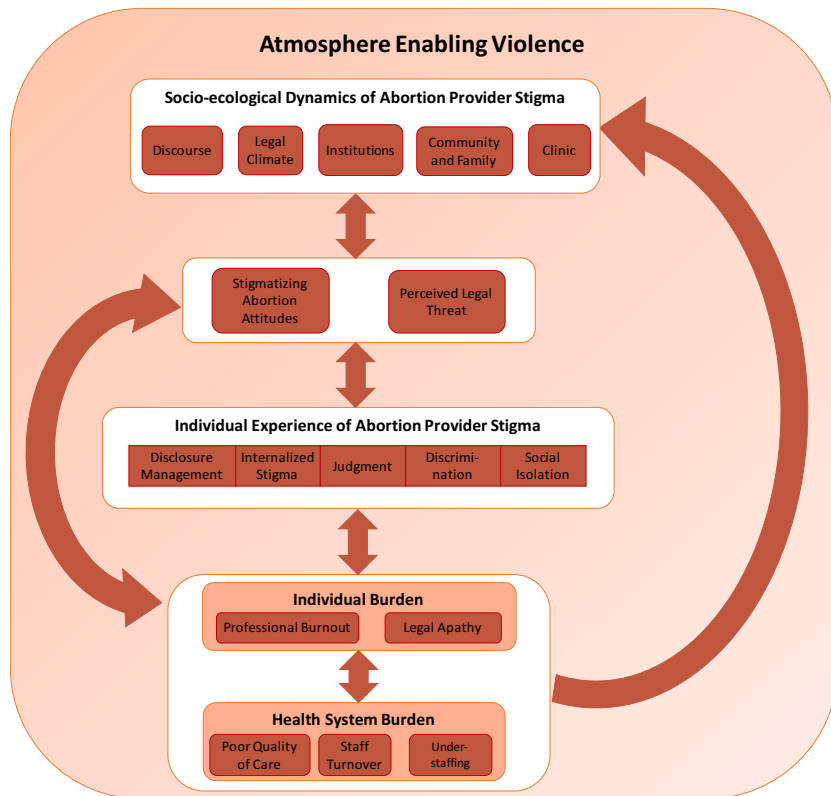 Atmosphere Enabling Violence
Socio-ecological Dynamics of Abortion Provider Stigma
Discourse
Legal
Climate
Institutions
Community
and Family
Clinic
Stigmatizing
Abortion
Attitudes
Perceived Legal
Threat
Individual Experience of Abortion Provider Stigma
Disclosure
Management
Internalized
Stigma
Judgment
Discrimi-
nation
Social
Isolation
Individual Burden
Professional Burnout
Legal Apathy
Health System Burden
Poor Quality
of Care
Staff
Turnover
Under-
staffing